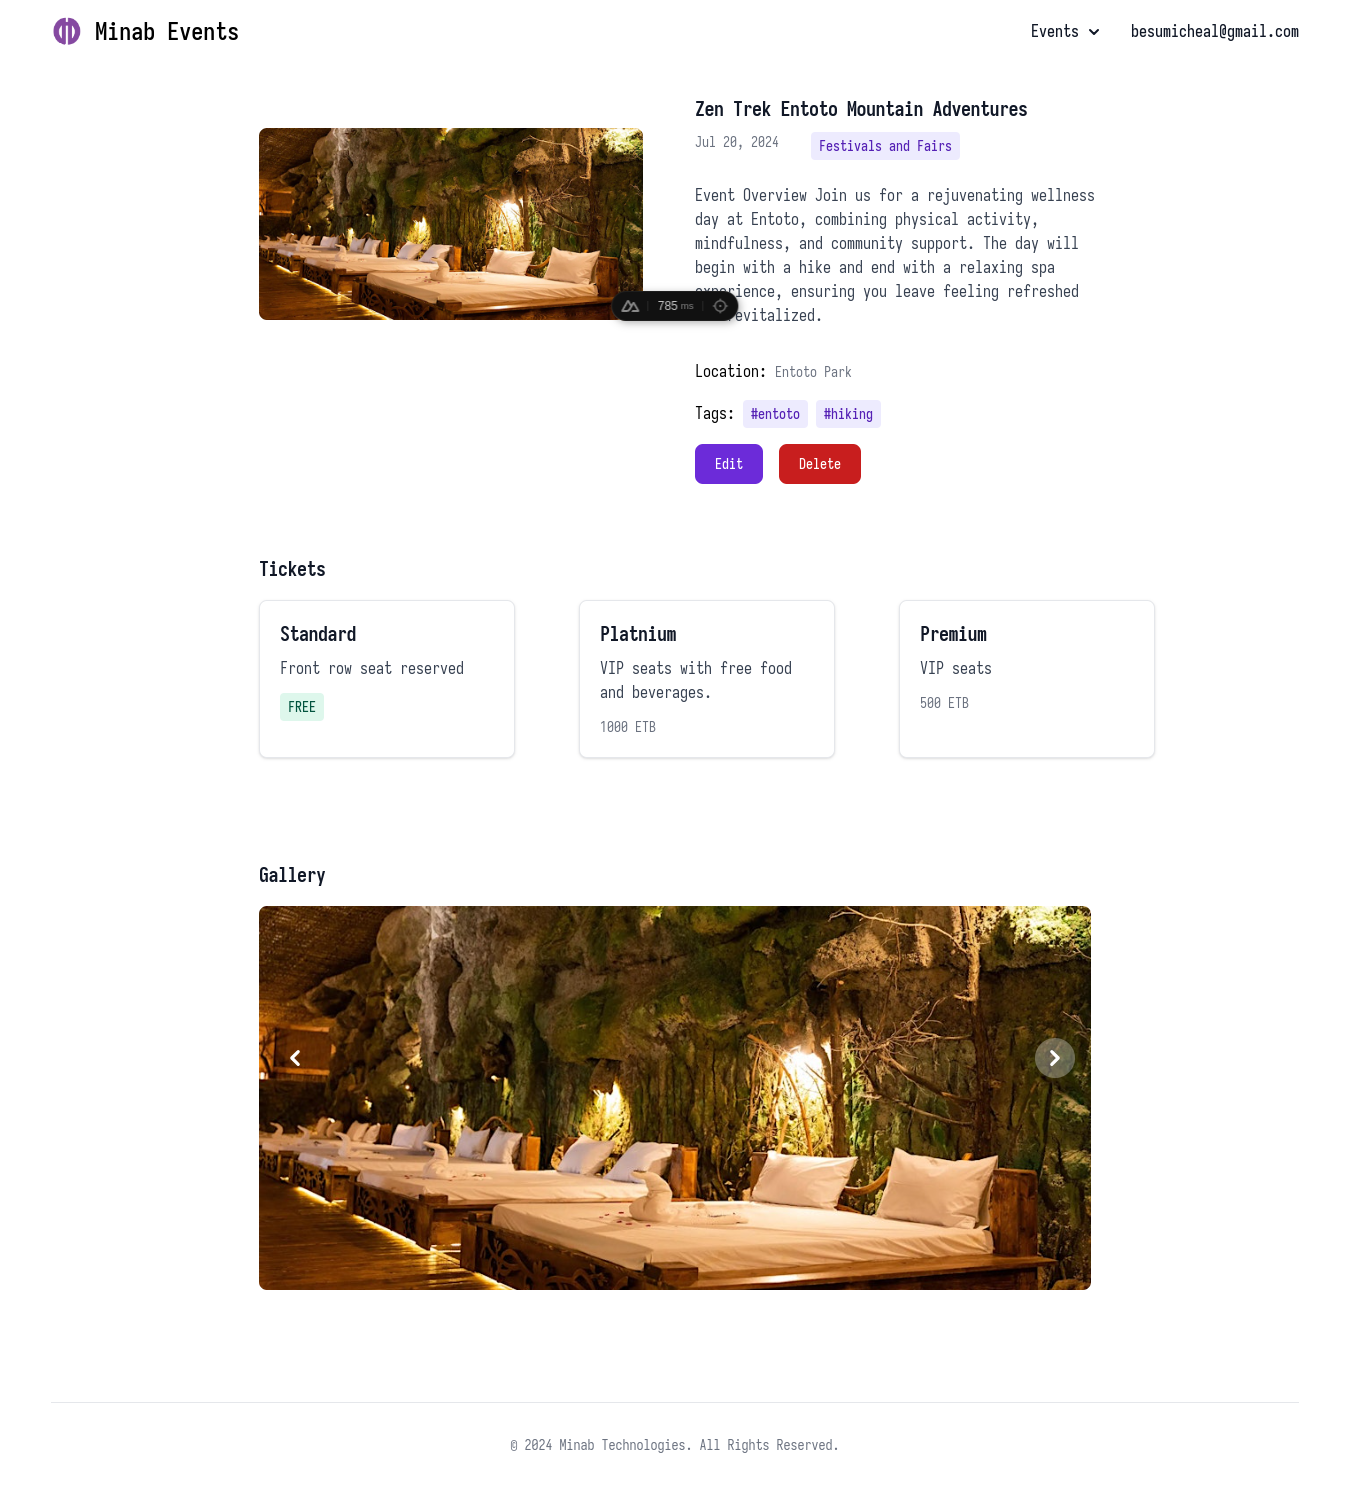 Minab Events
Events
besumicheal@gmail.com
Zen Trek Entoto Mountain Adventures
Jul 20, 2024
Festivals and Fairs
Event Overview Join us for a rejuvenating wellness
day at Entoto, combining physical activity,
mindfulness, and community support. The day will
begin with a hike and end with a relaxing spa
experience, ensuring you leave feeling refreshed
revitalized.
785 ms
Location: Entoto Park
Tags: #entoto #hiking
Edit
Delete
Tickets
Standard
Front row seat reserved
FREE
Platnium
VIP seats with free food
and beverages.
1000 ETB
Premium
VIP seats
500 ETB
Gallery
© 2024 Minab Technologies. All Rights Reserved.